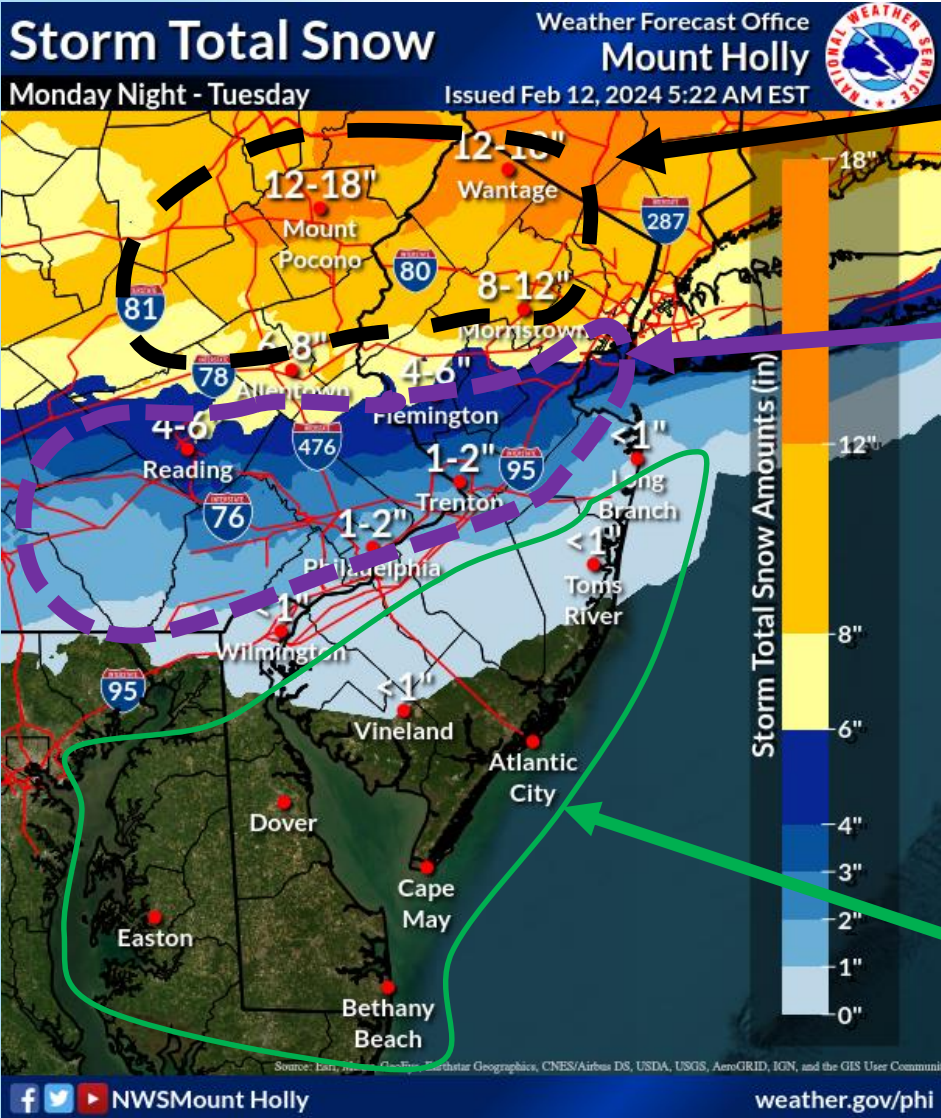 Storm Total Snow
Monday Night - Tuesday
Weather Forecast Office
Mount Holly
Issued Feb 12, 2024 5:22 AM EST
NATIONAL WEATHER SERVICE
12-18"
Wantage
12-18"
Mount
Pocono
287
80
8-12"
Morristown
81
6-8"
Allentown
78
4-6"
Flemington
4-6"
Reading
476
1-2"
Trenton
95
<1"
Long
Branch
76
1-2"
Philadelphia
<1"
Toms
River
<1"
Wilmington
95
<1"
Vineland
Atlantic
City
Dover
Cape
May
Easton
Bethany
Beach
Storm Total Snow Amounts (in)
18"
12"
8"
6"
4"
3"
2"
1"
0"
NWSMount Holly
weather.gov/phi